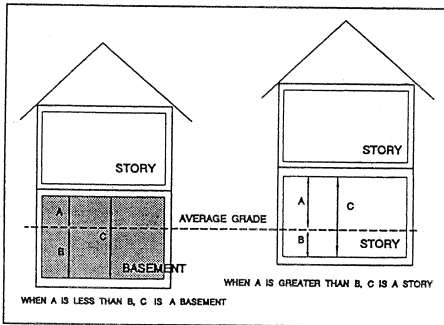 STORY
A
C
B
BASEMENT
WHEN A IS LESS THAN B, C IS A BASEMENT
AVERAGE GRADE
STORY
A
C
B
STORY
WHEN A IS GREATER THAN B, C IS A STORY